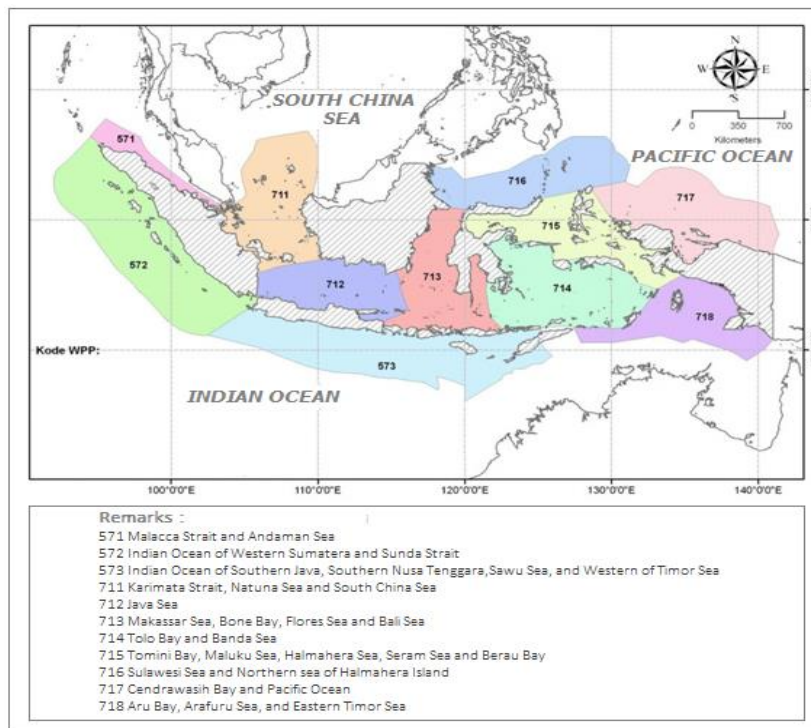 N
W E
S
0 350 700
Kilometers
SOUTH CHINA
SEA
PACIFIC OCEAN
571
711
716
717
715
572
712
713
714
718
Kode WPP:
573
INDIAN OCEAN
100°0'0"E 110°0'0"E 120°0'0"E 130°0'0"E 140°0'0"E
Remarks :
571 Malacca Strait and Andaman Sea
572 Indian Ocean of Western Sumatera and Sunda Strait
573 Indian Ocean of Southern Java, Southern Nusa Tenggara,Sawu Sea, and Western of Timor Sea
711 Karimata Strait, Natuna Sea and South China Sea
712 Java Sea
713 Makassar Sea, Bone Bay, Flores Sea and Bali Sea
714 Tolo Bay and Banda Sea
715 Tomini Bay, Maluku Sea, Halmahera Sea, Seram Sea and Berau Bay
716 Sulawesi Sea and Northern sea of Halmahera Island
717 Cendrawasih Bay and Pacific Ocean
718 Aru Bay, Arafuru Sea, and Eastern Timor Sea